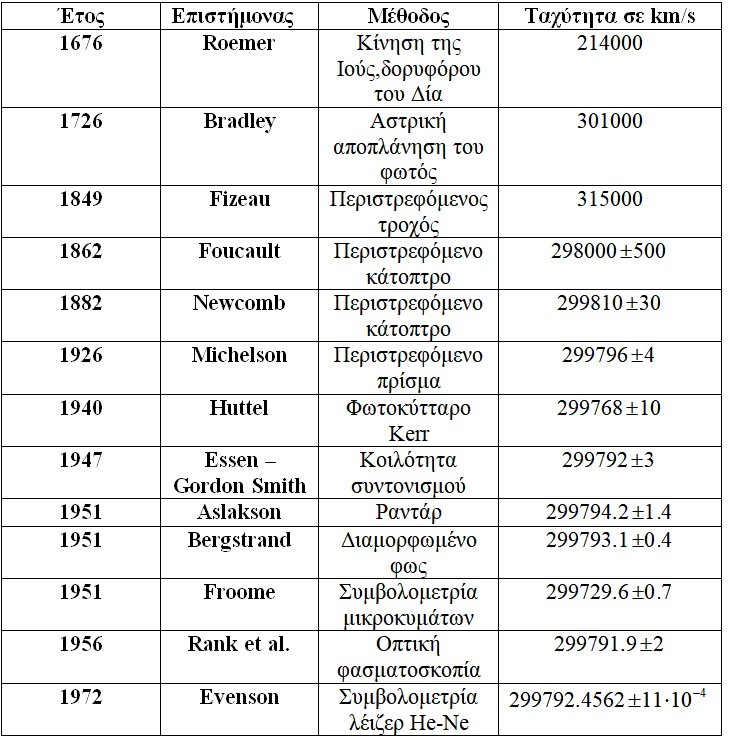 Έτος Επιστήμονας Μέθοδος Ταχύτητα σε km/s
1676 Roemer Κίνηση της 214000
Ιούς,δορυφόρου
του Δία
1726 Bradley Αστρική 301000
αποπλάνηση του
φωτός
1849 Fizeau Περιστρεφόμενος 315000
τροχός
1862 Foucault Περιστρεφόμενο 298000±500
κάτοπτρο
1882 Newcomb Περιστρεφόμενο 299810±30
κάτοπτρο
1926 Michelson Περιστρεφόμενο 299796±4
πρίσμα
1940 Huttel Φωτοκύτταρο 299768±10
Kerr
1947 Essen – Κοιλότητα 299792±3
Gordon Smith συντονισμού
1951 Aslakson Ραντάρ 299794.2±1.4
1951 Bergstrand Διαμορφωμένο 299793.1±0.4
φως
1951 Froome Συμβολομετρία 299729.6±0.7
μικροκυμάτων
1956 Rank et al. Οπτική 299791.9±2
φασματοσκοπία
1972 Evenson Συμβολομετρία 299792.4562±11·10⁻⁴
λέιζερ He-Ne